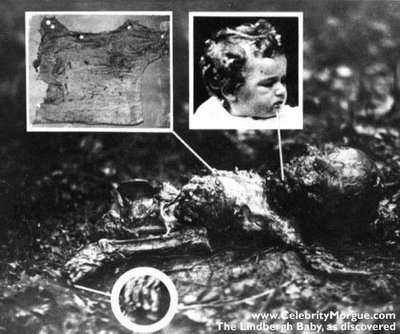 www.CelebrityMorgue.com
The Lindbergh Baby, as discovered